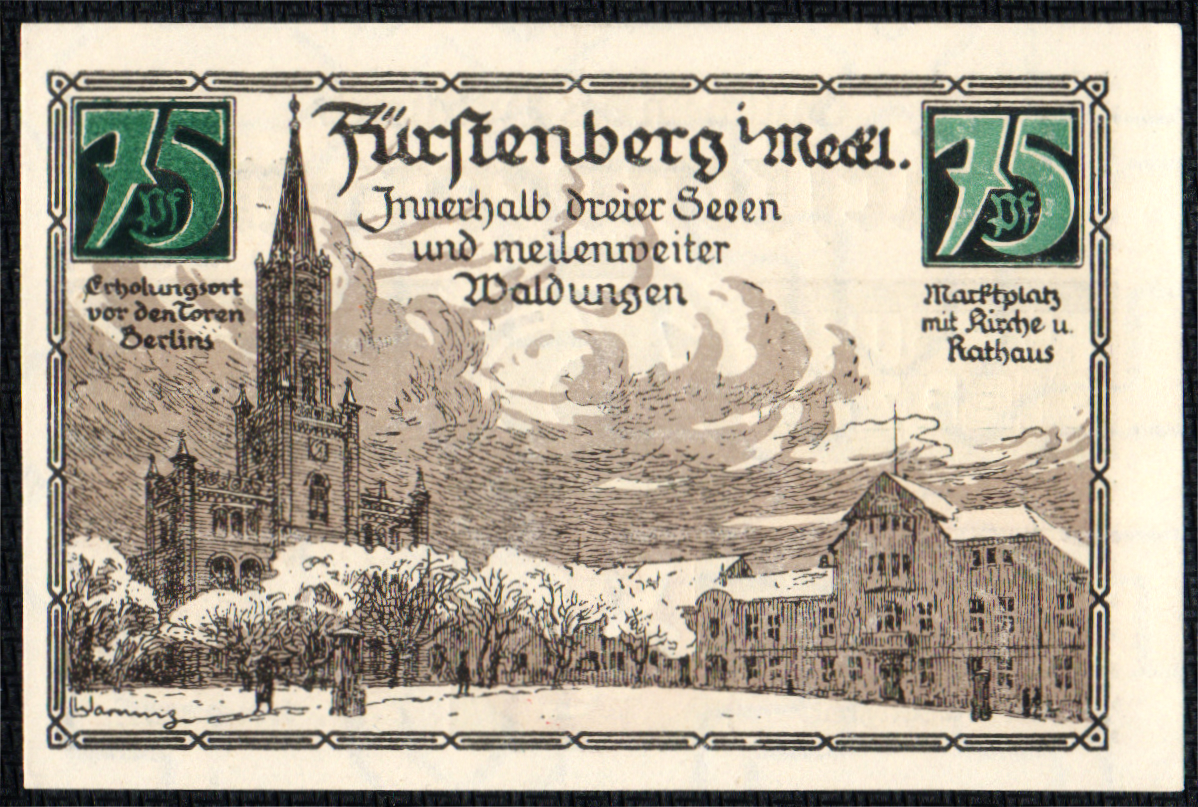 75
Pf
Fürstenberg i Meckl.
Innerhalb dreier Seeen
und meilenweiter
Waldungen
75
Pf
Erholungsort
vor den Toren
Berlins
Marktplatz
mit Kirche u.
Rathaus